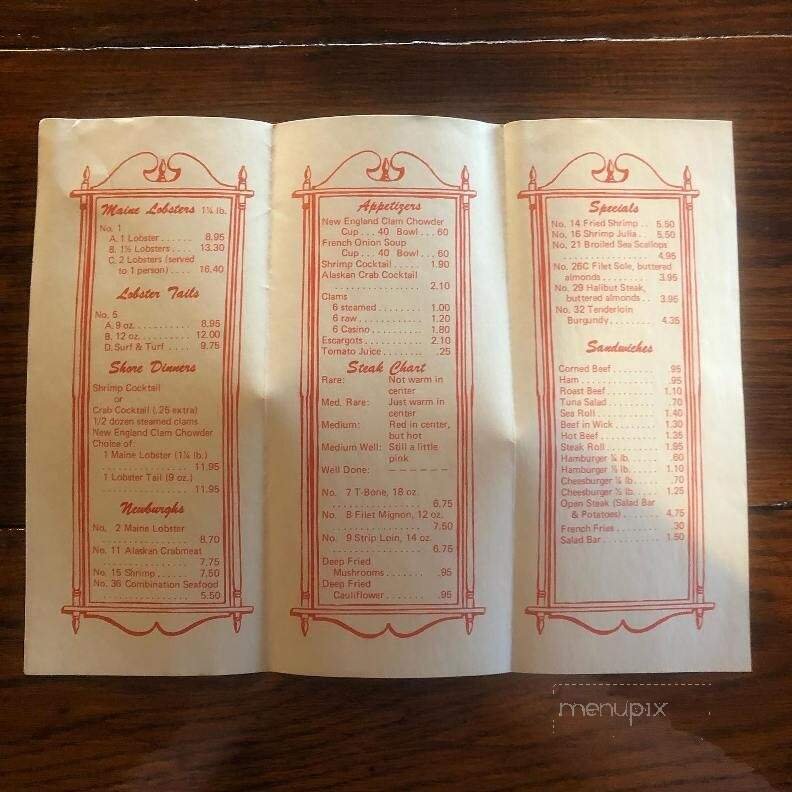 Maine Lobsters 1¼ lb.
No. 1
A. 1 Lobster . . . . . . 8.95
B. 1½ Lobsters . . . . 13.30
C. 2 Lobsters (served
to 1 person) . . . . 16.40
Lobster Tails
No. 5
A. 9 oz. . . . . . . . . . . 8.95
B. 12 oz. . . . . . . . . . 12.00
D. Surf & Turf . . . . 9.75
Shore Dinners
Shrimp Cocktail
or
Crab Cocktail (.25 extra)
1/2 dozen steamed clams
New England Clam Chowder
Choice of:
1 Maine Lobster (1¼ lb.)
. . . . . . . . . . . . . . . . 11.95
1 Lobster Tail (9 oz.)
. . . . . . . . . . . . . . . . 11.95
Newburghs
No. 2 Maine Lobster
. . . . . . . . . . . . . . . . 8.70
No. 11 Alaskan Crabmeat
. . . . . . . . . . . . . . . . 7.75
No. 15 Shrimp . . . . . 7.50
No. 36 Combination Seafood
. . . . . . . . . . . . . . . . 5.50
Appetizers
New England Clam Chowder
Cup . . . 40 Bowl . . . 60
French Onion Soup
Cup . . . 40 Bowl . . . 60
Shrimp Cocktail . . . . . 1.90
Alaskan Crab Cocktail
. . . . . . . . . . . . . . . . 2.10
Clams
6 steamed . . . . . . . 1.00
6 raw . . . . . . . . . . . 1.20
6 Casino . . . . . . . . . 1.80
Escargots . . . . . . . . . . 2.10
Tomato Juice . . . . . . . .25
Steak Chart
Rare: Not warm in
center
Med. Rare: Just warm in
center
Medium: Red in center,
but hot
Medium Well: Still a little
pink
Well Done: – – – – – – –
No. 7 T-Bone, 18 oz.
. . . . . . . . . . . . . . . . 6.75
No. 8 Filet Mignon, 12 oz.
. . . . . . . . . . . . . . . . 7.50
No. 9 Strip Loin, 14 oz.
. . . . . . . . . . . . . . . . 6.75
Deep Fried
Mushrooms . . . . . . . .95
Deep Fried
Cauliflower . . . . . . . .95
Specials
No. 14 Fried Shrimp . . 5.50
No. 16 Shrimp Julia . . 5.50
No. 21 Broiled Sea Scallops
. . . . . . . . . . . . . . . . 4.95
No. 26C Filet Sole, buttered
almonds . . . . . . . . . 3.95
No. 29 Halibut Steak,
buttered almonds . . 3.95
No. 32 Tenderloin
Burgundy . . . . . . . . 4.35
Sandwiches
Corned Beef . . . . . . . . . .95
Ham . . . . . . . . . . . . . . . .95
Roast Beef . . . . . . . . . . 1.10
Tuna Salad . . . . . . . . . . .70
Sea Roll . . . . . . . . . . . . 1.40
Beef in Wick . . . . . . . . . 1.30
Hot Beef . . . . . . . . . . . . 1.35
Steak Roll . . . . . . . . . . . 1.95
Hamburger ¼ lb. . . . . . .60
Hamburger ½ lb. . . . . . 1.10
Cheesburger ¼ lb. . . . . .70
Cheesburger ½ lb. . . . . 1.25
Open Steak (Salad Bar
& Potatoes) . . . . . . . 4.75
French Fries . . . . . . . . . .30
Salad Bar . . . . . . . . . . . 1.50
menupix